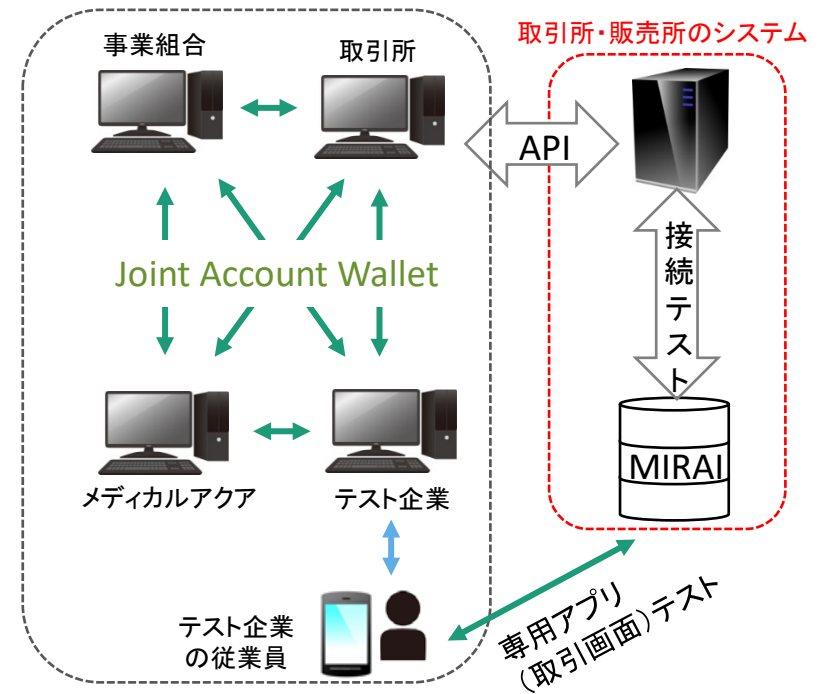 事業組合
取引所
取引所・販売所のシステム
API
接続テスト
Joint Account Wallet
MIRAI
メディカルアクア
テスト企業
テスト企業
の従業員
専用アプリ
（取引画面）テスト